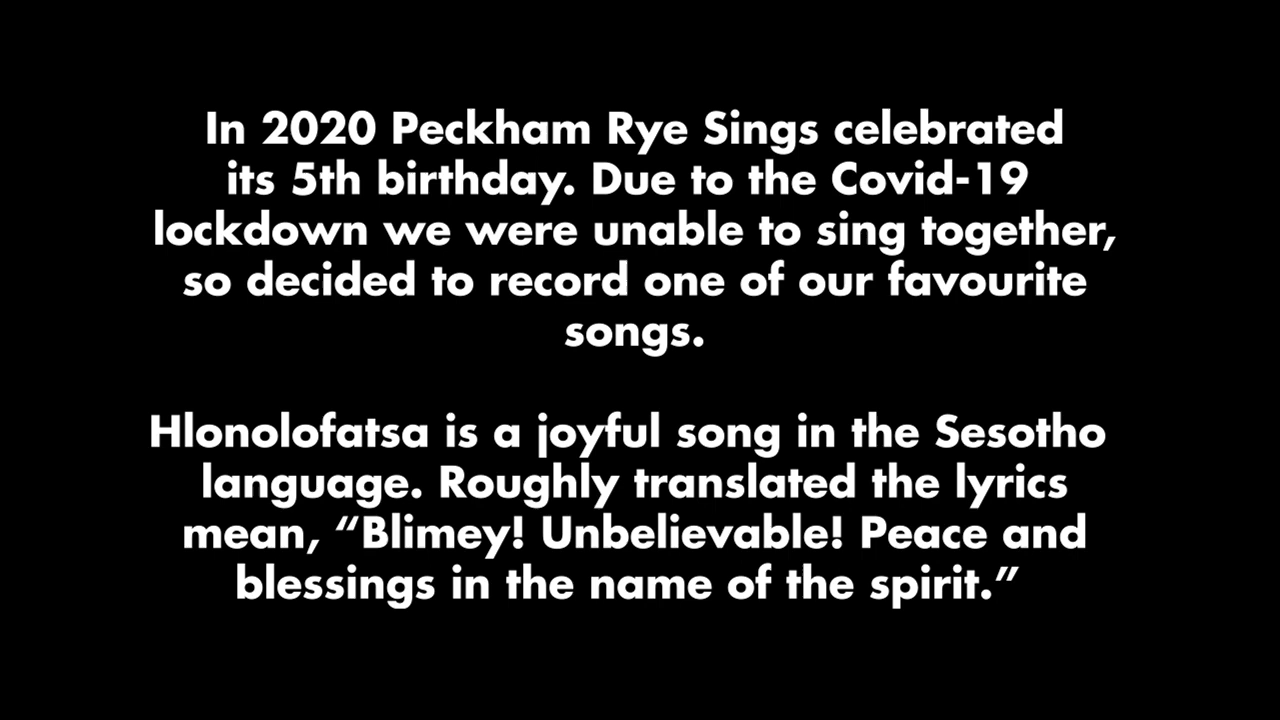 In 2020 Peckham Rye Sings celebrated
its 5th birthday. Due to the Covid-19
lockdown we were unable to sing together,
so decided to record one of our favourite
songs.
Hlonolofatsa is a joyful song in the Sesotho
language. Roughly translated the lyrics
mean, “Blimey! Unbelievable! Peace and
blessings in the name of the spirit.”